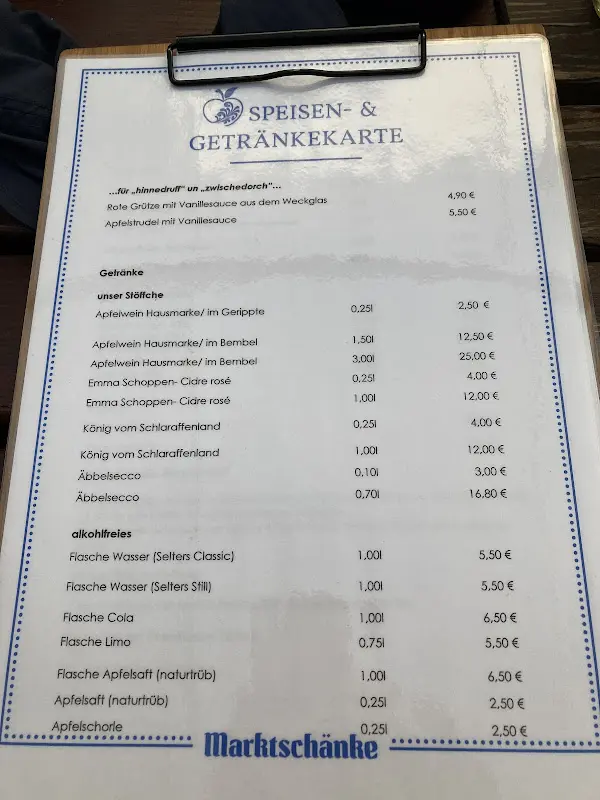 SPEISEN- &
GETRÄNKEKARTE
...für „hinnedruff" un „zwischedorch"...
Rote Grütze mit Vanillesauce aus dem Weckglas 4,90 €
Apfelstrudel mit Vanillesauce 5,50 €
Getränke
unser Stöffche
Apfelwein Hausmarke/ im Gerippte 0,25l 2,50 €
Apfelwein Hausmarke/ im Bembel 1,50l 12,50 €
Apfelwein Hausmarke/ im Bembel 3,00l 25,00 €
Emma Schoppen- Cidre rosé 0,25l 4,00 €
Emma Schoppen- Cidre rosé 1,00l 12,00 €
König vom Schlaraffenland 0,25l 4,00 €
König vom Schlaraffenland 1,00l 12,00 €
Äbbelsecco 0,10l 3,00 €
Äbbelsecco 0,70l 16,80 €
alkohlfreies
Flasche Wasser (Selters Classic) 1,00l 5,50 €
Flasche Wasser (Selters Still) 1,00l 5,50 €
Flasche Cola 1,00l 6,50 €
Flasche Limo 0,75l 5,50 €
Flasche Apfelsaft (naturtrüb) 1,00l 6,50 €
Apfelsaft (naturtrüb) 0,25l 2,50 €
Apfelschorle 0,25l 2,50 €
Marktschänke